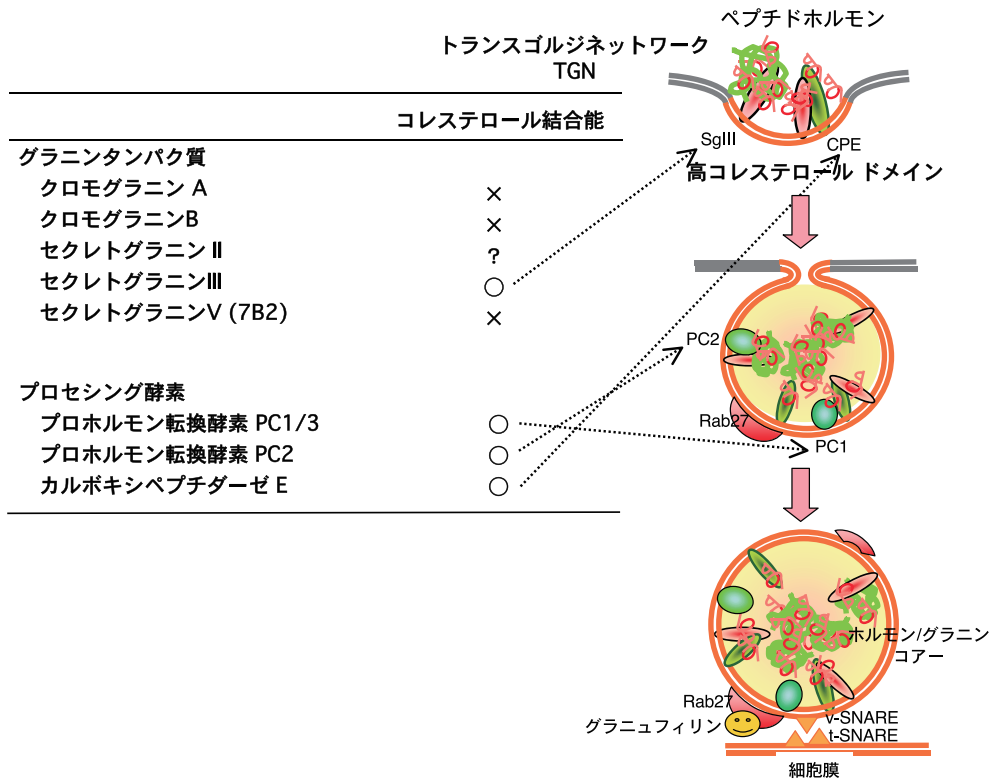 ペプチドホルモン
トランスゴルジネットワーク
TGN
コレステロール結合能
SgIII
CPE
高コレステロール ドメイン
グラニンタンパク質
クロモグラニン A
×
クロモグラニンB
×
セクレトグラニン II
?
セクレトグラニンIII
○
セクレトグラニンV (7B2)
×
PC2
Rab27
PC1
プロセシング酵素
プロホルモン転換酵素 PC1/3
○
プロホルモン転換酵素 PC2
○
カルボキシペプチダーゼ E
○
ホルモン/グラニン
コアー
Rab27
グラニュフィリン
v-SNARE
t-SNARE
細胞膜